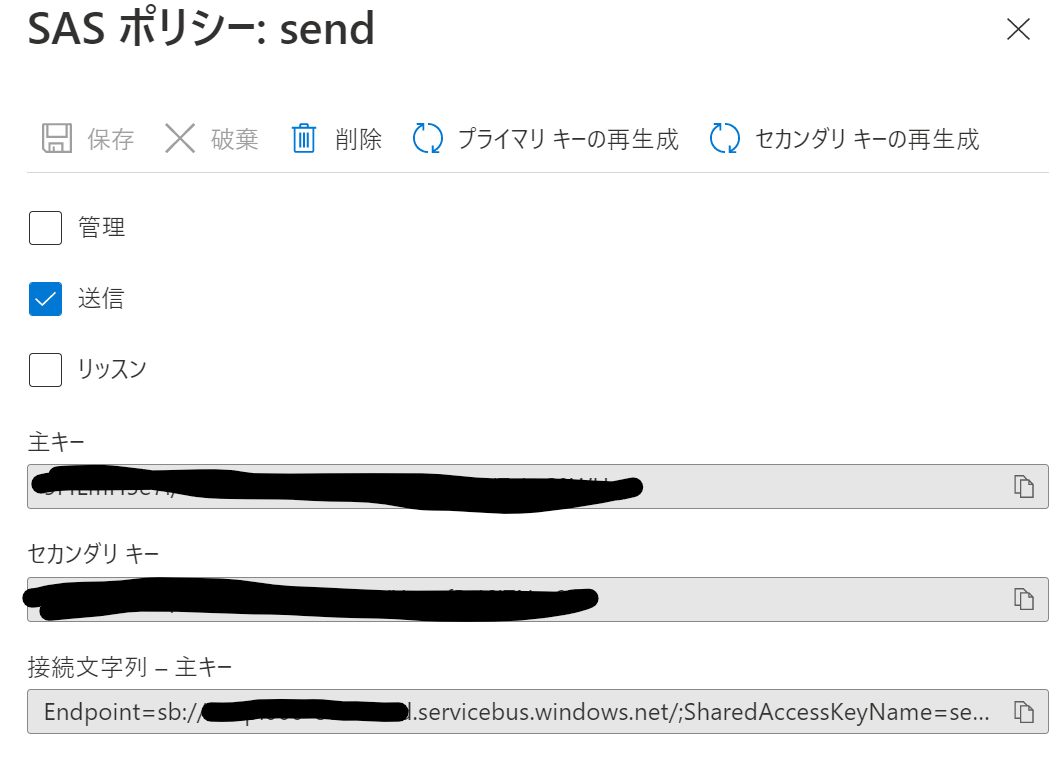 SAS ポリシー: send
保存 破棄 削除 プライマリ キーの再生成 セカンダリ キーの再生成
管理
送信
リッスン
主キー
セカンダリ キー
接続文字列 – 主キー
Endpoint=sb:// .servicebus.windows.net/;SharedAccessKeyName=se...